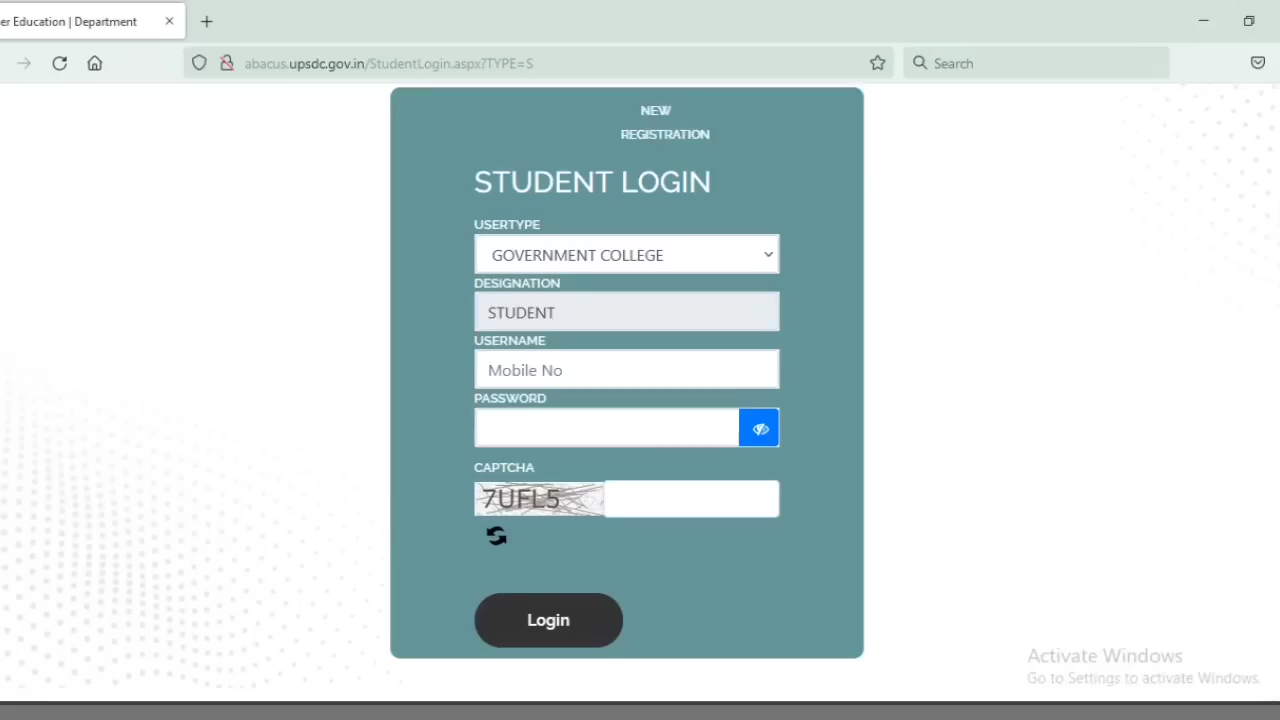 er Education | Department
abacus.upsdc.gov.in/StudentLogin.aspx?TYPE=S
Search
NEW
REGISTRATION
STUDENT LOGIN
USERTYPE
GOVERNMENT COLLEGE
DESIGNATION
STUDENT
USERNAME
Mobile No
PASSWORD
CAPTCHA
7UFL5
Login
Activate Windows
Go to Settings to activate Windows.